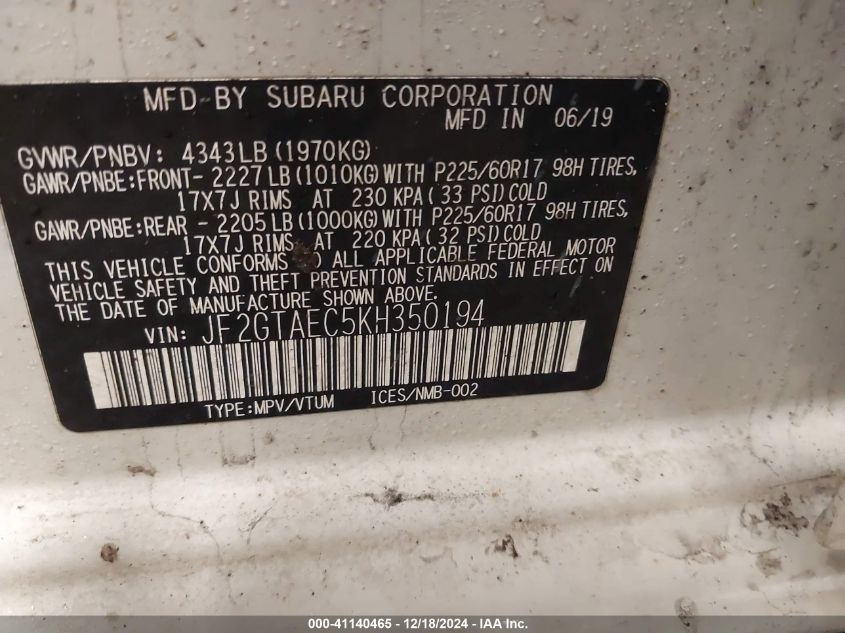 MFD-BY SUBARU CORPORATION
MFD IN 06/19
GVWR/PNBV: 4343LB (1970KG)
GAWR/PNBE:FRONT- 2227 LB (1010KG) WITH P225/60R17 98H TIRES,
17X7J RIMS AT 230 KPA (33 PSI) COLD
GAWR/PNBE:REAR - 2205 LB (1000KG) WITH P225/60R17 98H TIRES,
17X7J RIMS AT 220 KPA (32 PSI) COLD
THIS VEHICLE CONFORMS TO ALL APPLICABLE FEDERAL MOTOR
VEHICLE SAFETY AND THEFT PREVENTION STANDARDS IN EFFECT ON
THE DATE OF MANUFACTURE SHOWN ABOVE.
VIN: JF2GTAEC5KH350194
TYPE:MPV/VTUM ICES/NMB-002
000-41140465 - 12/18/2024 - IAA Inc.